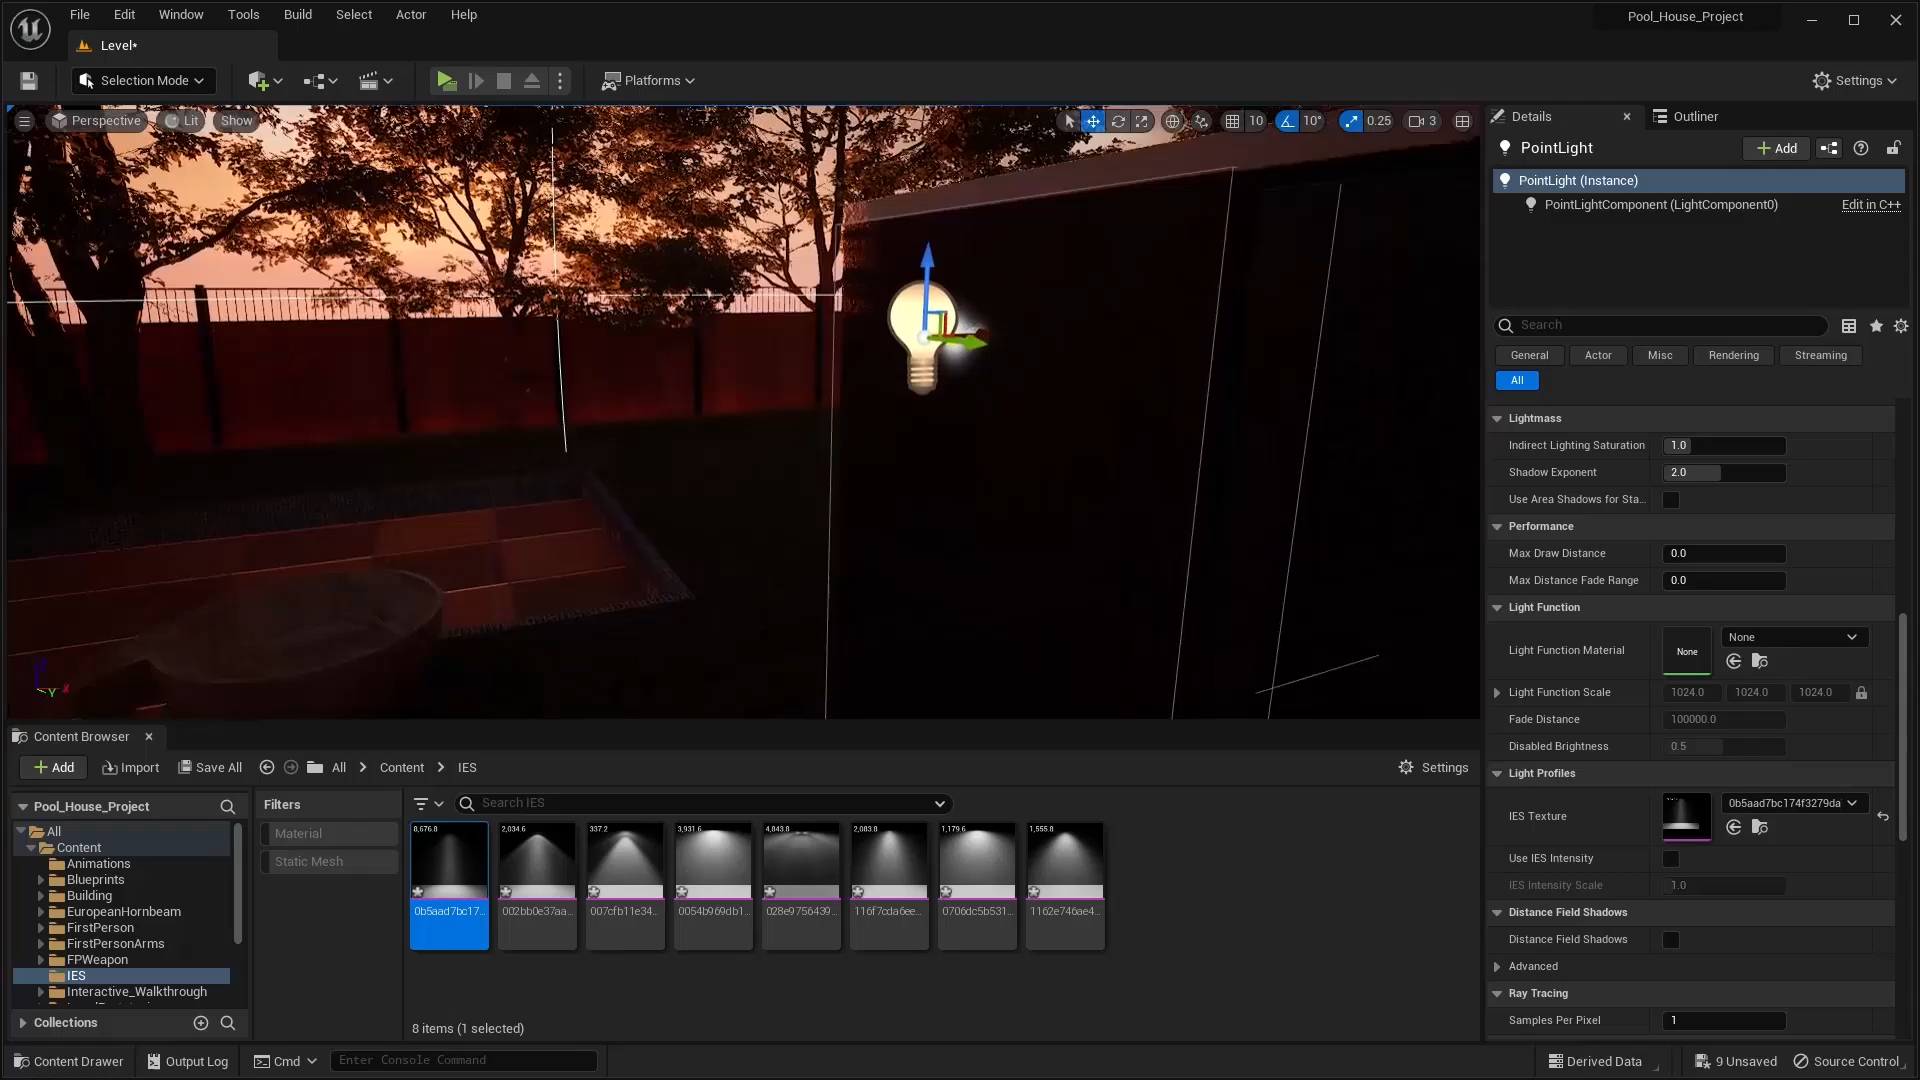 File Edit Window Tools Build Select Actor Help
Pool_House_Project
Level*
Selection Mode
Platforms
Settings
Perspective Lit Show
10 10° 0.25 3
Details
Outliner
PointLight
Add
PointLight (Instance)
PointLightComponent (LightComponent0) Edit in C++
Search
General Actor Misc Rendering Streaming
All
Lightmass
Indirect Lighting Saturation 1.0
Shadow Exponent 2.0
Use Area Shadows for Sta...
Performance
Max Draw Distance 0.0
Max Distance Fade Range 0.0
Light Function
Light Function Material None None
Light Function Scale 1024.0 1024.0 1024.0
Fade Distance 100000.0
Disabled Brightness 0.5
Light Profiles
IES Texture 0b5aad7bc174f3279da
Use IES Intensity
IES Intensity Scale 1.0
Distance Field Shadows
Distance Field Shadows
Advanced
Ray Tracing
Samples Per Pixel 1
Content Browser
Add Import Save All All Content IES Settings
Pool_House_Project
All
Content
Animations
Blueprints
Building
EuropeanHornbeam
FirstPerson
FirstPersonArms
FPWeapon
IES
Interactive_Walkthrough
Collections
Filters
Material
Static Mesh
Search IES
8,676.8 2,034.6 337.2 3,931.6 4,843.8 2,083.8 1,179.6 1,555.8
0b5aad7bc17... 002bb0e37aa... 007cfb11e34... 0054b969db1... 028e9756439... 116f7cda6ee... 0706dc5b531... 1162e746ae4...
8 items (1 selected)
Content Drawer Output Log Cmd Enter Console Command
Derived Data 9 Unsaved Source Control
X Y